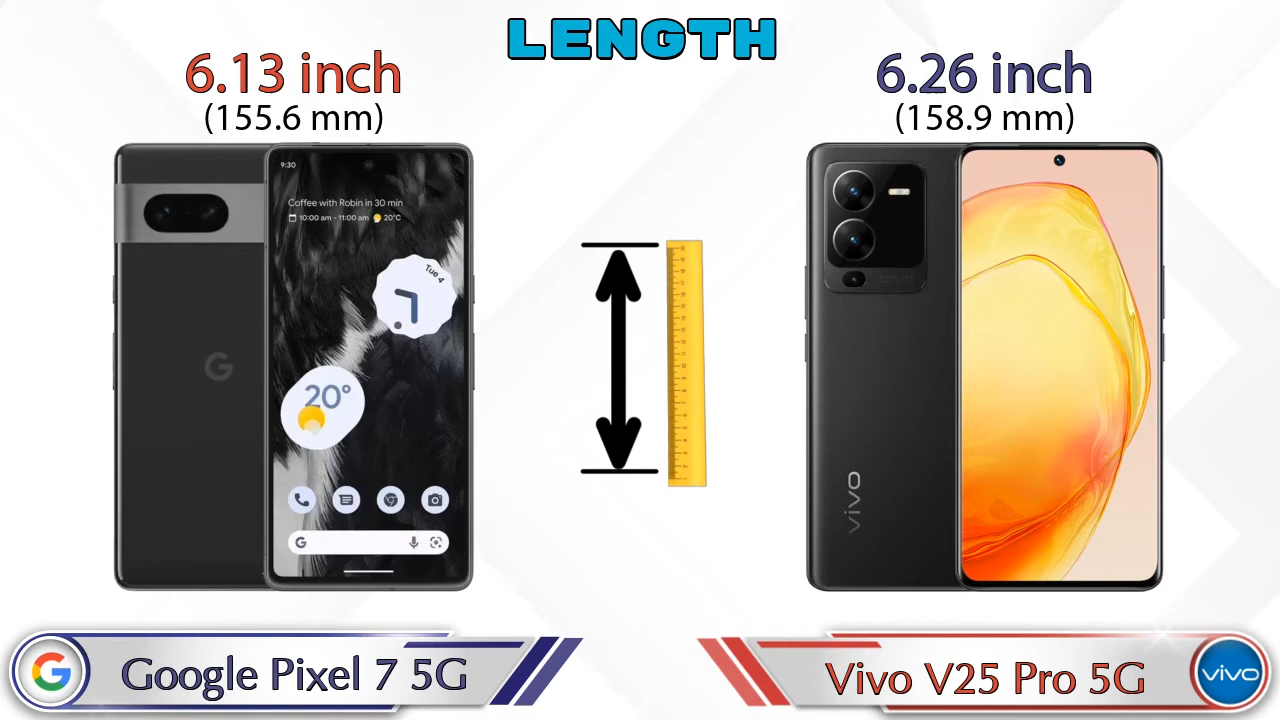 LENGTH
6.13 inch
(155.6 mm)
6.26 inch
(158.9 mm)
9:30
Coffee with Robin in 30 min
10:00 am - 11:00 am 20°C
Tue 4
20°
G
G
vivo
Google Pixel 7 5G
Vivo V25 Pro 5G
vivo